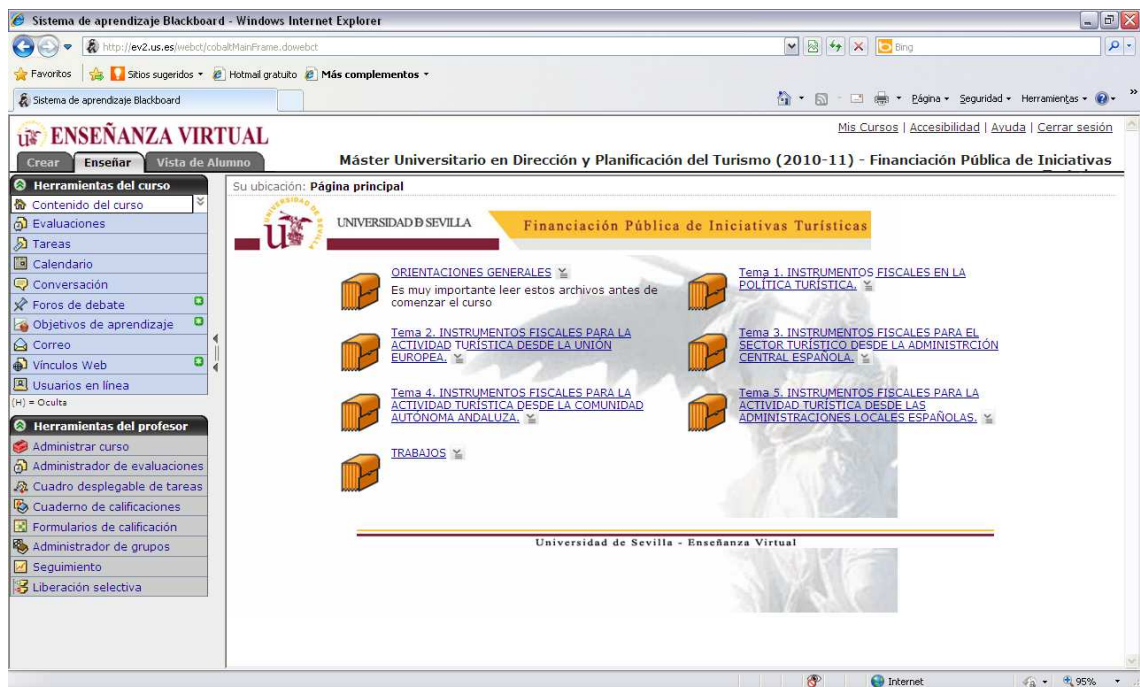 Sistema de aprendizaje Blackboard - Windows Internet Explorer
http://ev2.us.es/webct/cobaltMainFrame.dowebct
Bing
Favoritos
Sitios sugeridos
Hotmail gratuito
Más complementos
Sistema de aprendizaje Blackboard
Página
Seguridad
Herramientas
ENSEÑANZA VIRTUAL
Mis Cursos | Accesibilidad | Ayuda | Cerrar sesión
Crear
Enseñar
Vista de Alumno
Máster Universitario en Dirección y Planificación del Turismo (2010-11) - Financiación Pública de Iniciativas
Herramientas del curso
Contenido del curso
Evaluaciones
Tareas
Calendario
Conversación
Foros de debate
Objetivos de aprendizaje
Correo
Vínculos Web
Usuarios en línea
(H) = Oculta
Herramientas del profesor
Administrar curso
Administrador de evaluaciones
Cuadro desplegable de tareas
Cuaderno de calificaciones
Formularios de calificación
Administrador de grupos
Seguimiento
Liberación selectiva
Su ubicación: Página principal
UNIVERSIDAD D SEVILLA
Financiación Pública de Iniciativas Turísticas
ORIENTACIONES GENERALES
Es muy importante leer estos archivos antes de
comenzar el curso
Tema 1. INSTRUMENTOS FISCALES EN LA
POLÍTICA TURÍSTICA.
Tema 2. INSTRUMENTOS FISCALES PARA LA
ACTIVIDAD TURÍSTICA DESDE LA UNIÓN
EUROPEA.
Tema 3. INSTRUMENTOS FISCALES PARA EL
SECTOR TURÍSTICO DESDE LA ADMINISTRCIÓN
CENTRAL ESPAÑOLA.
Tema 4. INSTRUMENTOS FISCALES PARA LA
ACTIVIDAD TURÍSTICA DESDE LA COMUNIDAD
AUTÓNOMA ANDALUZA.
Tema 5. INSTRUMENTOS FISCALES PARA LA
ACTIVIDAD TURÍSTICA DESDE LAS
ADMINISTRACIONES LOCALES ESPAÑOLAS.
TRABAJOS
Universidad de Sevilla - Enseñanza Virtual
Internet
95%